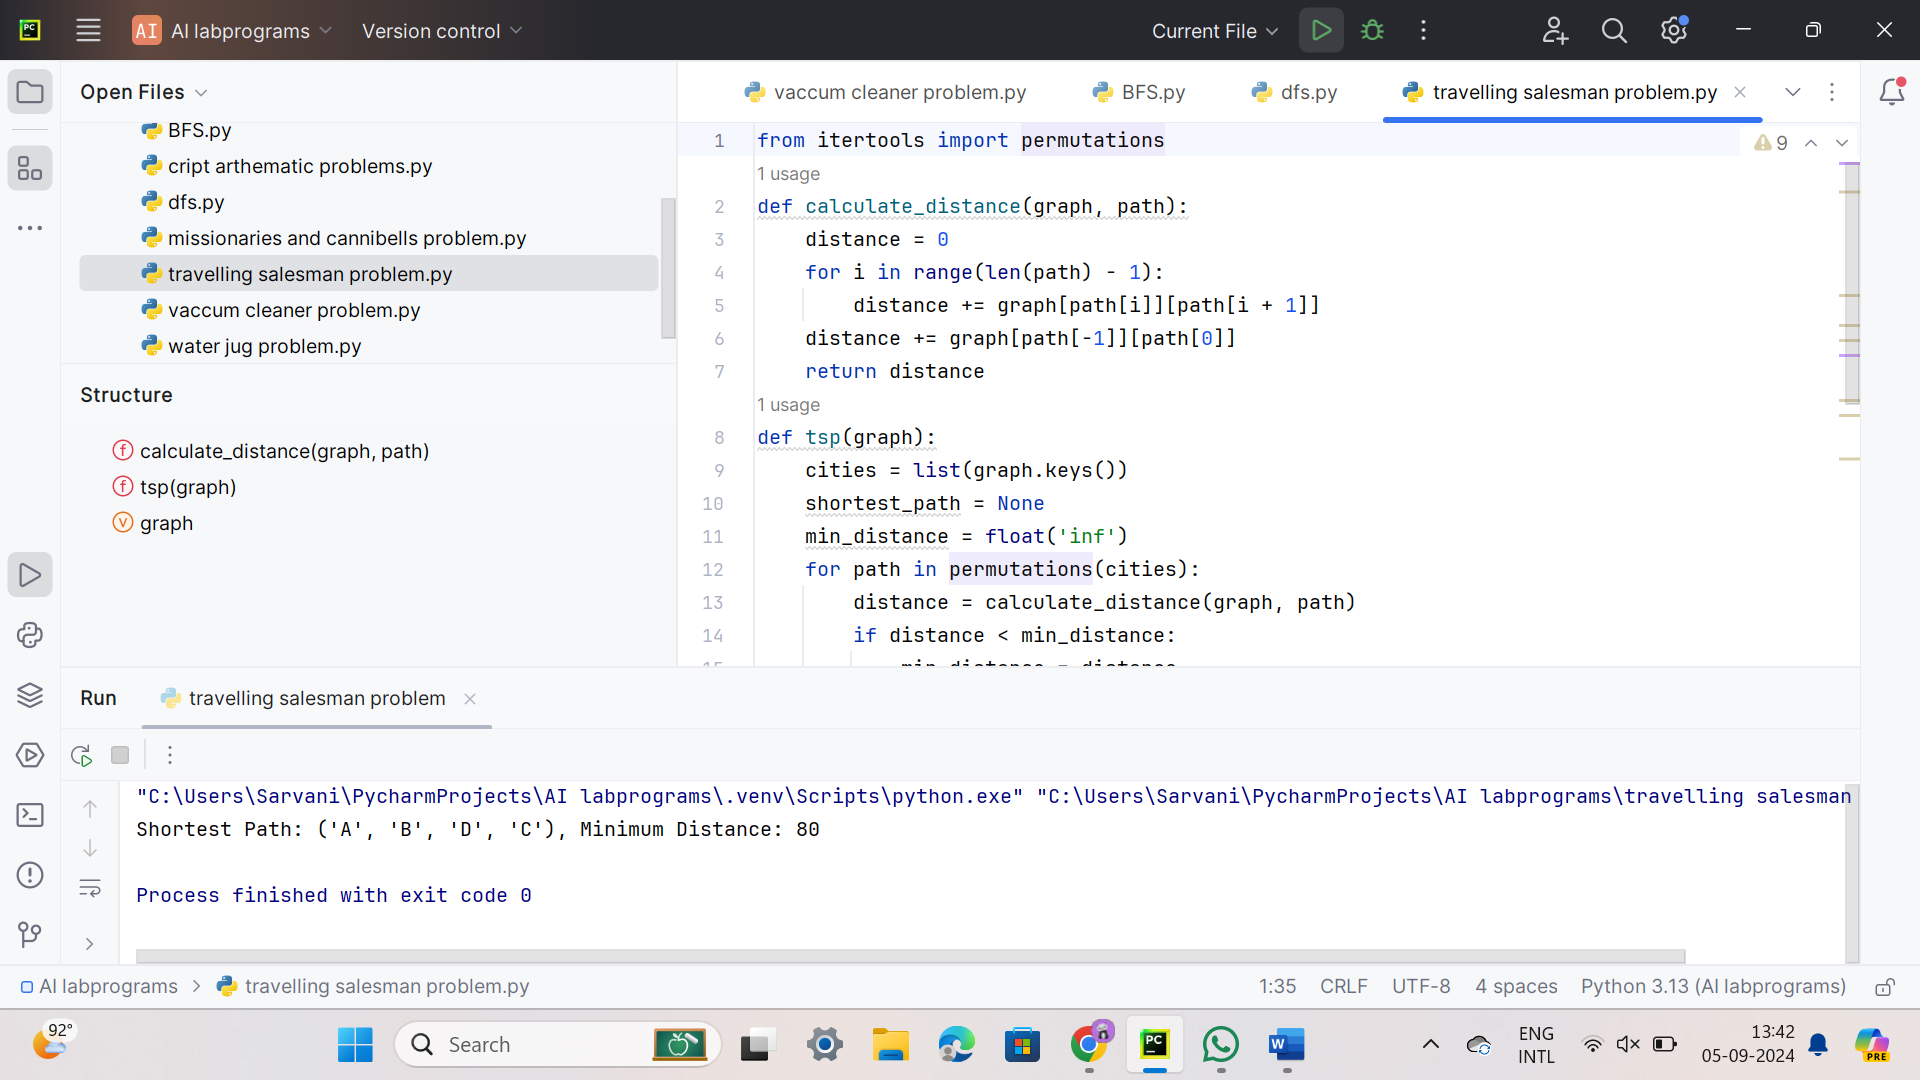 PC
AI AI labprograms
Version control
Current File
Open Files
vaccum cleaner problem.py
BFS.py
dfs.py
travelling salesman problem.py
BFS.py
cript arthematic problems.py
dfs.py
missionaries and cannibells problem.py
travelling salesman problem.py
vaccum cleaner problem.py
water jug problem.py
Structure
calculate_distance(graph, path)
tsp(graph)
graph
1 from itertools import permutations
9
1 usage
2 def calculate_distance(graph, path):
3 distance = 0
4 for i in range(len(path) - 1):
5 distance += graph[path[i]][path[i + 1]]
6 distance += graph[path[-1]][path[0]]
7 return distance
1 usage
8 def tsp(graph):
9 cities = list(graph.keys())
10 shortest_path = None
11 min_distance = float('inf')
12 for path in permutations(cities):
13 distance = calculate_distance(graph, path)
14 if distance < min_distance:
15 min_distance = distance
Run
travelling salesman problem
"C:\Users\Sarvani\PycharmProjects\AI labprograms\.venv\Scripts\python.exe" "C:\Users\Sarvani\PycharmProjects\AI labprograms\travelling salesman
Shortest Path: ('A', 'B', 'D', 'C'), Minimum Distance: 80
Process finished with exit code 0
AI labprograms > travelling salesman problem.py
1:35 CRLF UTF-8 4 spaces Python 3.13 (AI labprograms)
92°
Search
PC
W
ENG
INTL
13:42
05-09-2024
PRE